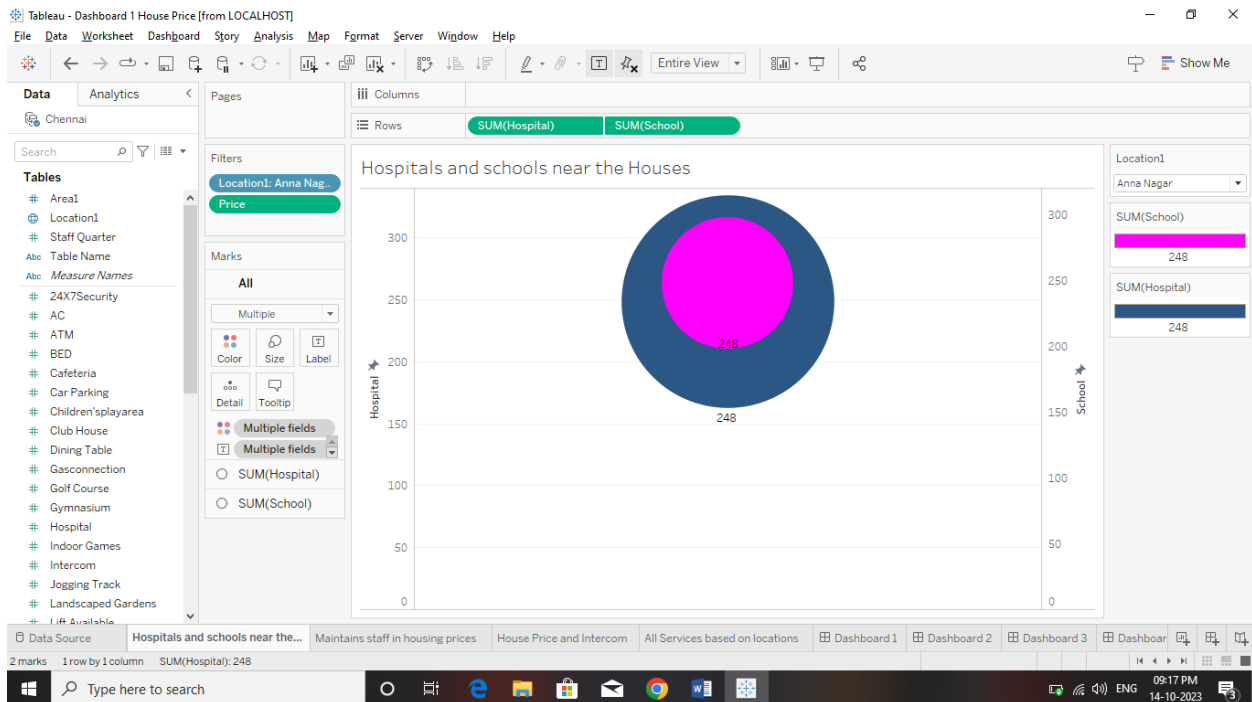 Tableau - Dashboard 1 House Price [from LOCALHOST]
File Data Worksheet Dashboard Story Analysis Map Format Server Window Help
Entire View
Show Me
Data Analytics
Chennai
Search
Tables
# Area1
Location1
# Staff Quarter
Abc Table Name
Abc Measure Names
# 24X7Security
# AC
# ATM
# BED
# Cafeteria
# Car Parking
# Children'splayarea
# Club House
# Dining Table
# Gasconnection
# Golf Course
# Gymnasium
# Hospital
# Indoor Games
# Intercom
# Jogging Track
# Landscaped Gardens
# Lift Available
Pages
Filters
Location1: Anna Nag..
Price
Marks
All
Multiple
Color Size Label
Detail Tooltip
Multiple fields
Multiple fields
SUM(Hospital)
SUM(School)
Columns
Rows SUM(Hospital) SUM(School)
Hospitals and schools near the Houses
300
250
200
150
100
50
0
Hospital
248
248
300
250
200
150
100
50
0
School
Location1
Anna Nagar
SUM(School)
248
SUM(Hospital)
248
Data Source Hospitals and schools near the... Maintains staff in housing prices House Price and Intercom All Services based on locations Dashboard 1 Dashboard 2 Dashboard 3 Dashboar
2 marks 1 row by 1 column SUM(Hospital): 248
Type here to search
ENG
09:17 PM
14-10-2023
3